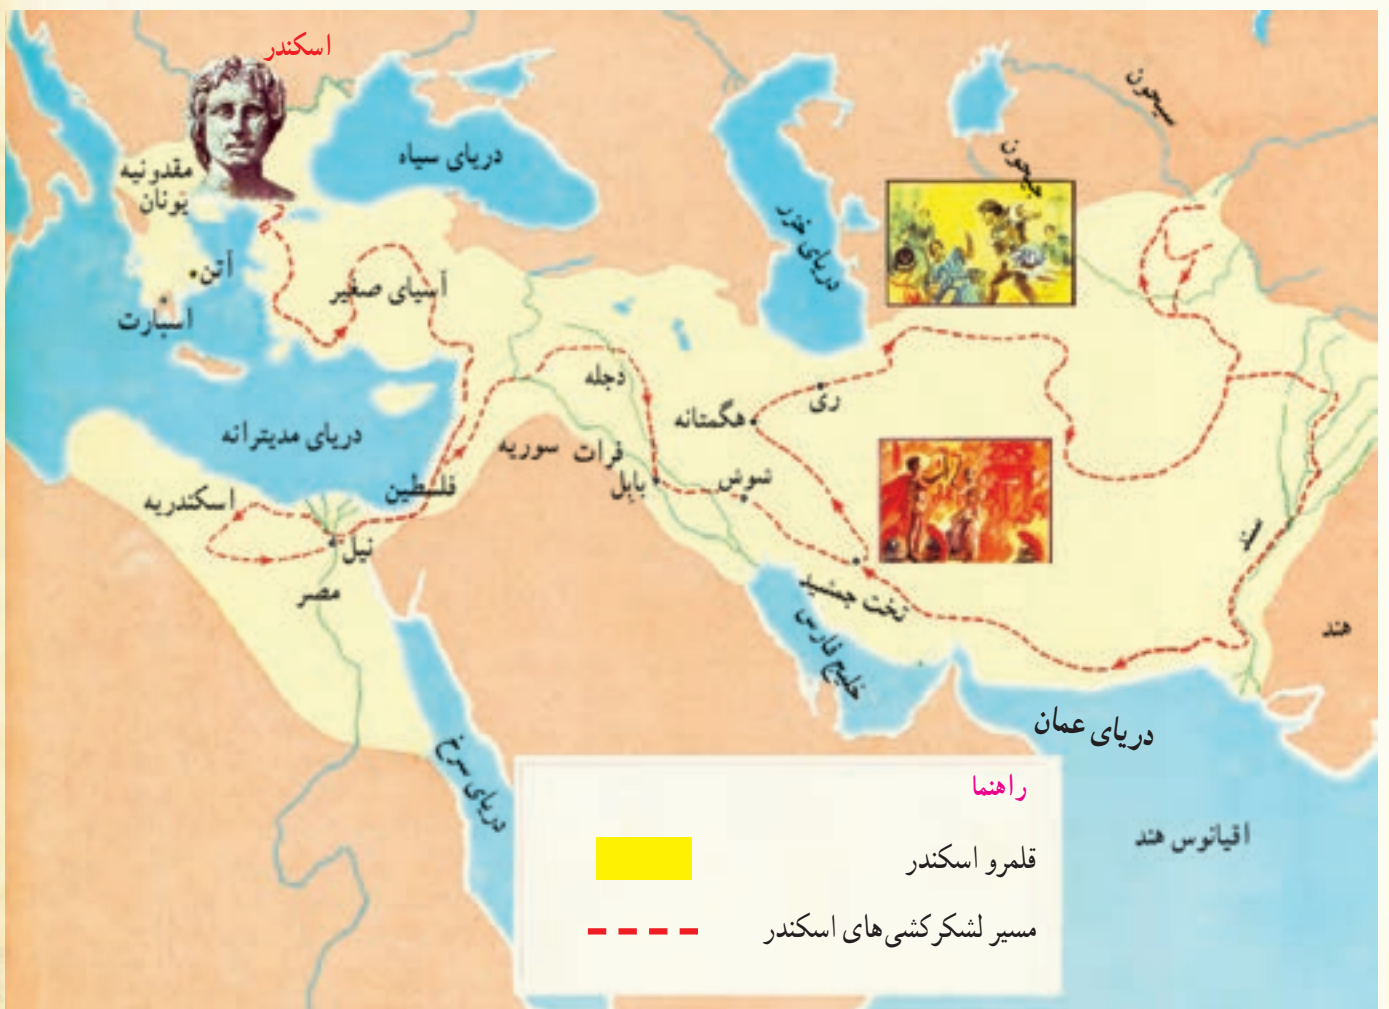 اسکندر
سیحون
جیحون
دریای سیاه
مقدونیه
یونان
دریای خزر
آتن
آسیای صغیر
اسپارت
دجله
ری
هگمتانه
دریای مدیترانه
سوریه
فرات
بابل
شوش
فلسطین
اسکندریه
نیل
مصر
تخت جمشید
سند
هند
خلیج فارس
دریای عمان
دریای سرخ
اقیانوس هند
راهنما
قلمرو اسکندر
مسیر لشکرکشی‌های اسکندر